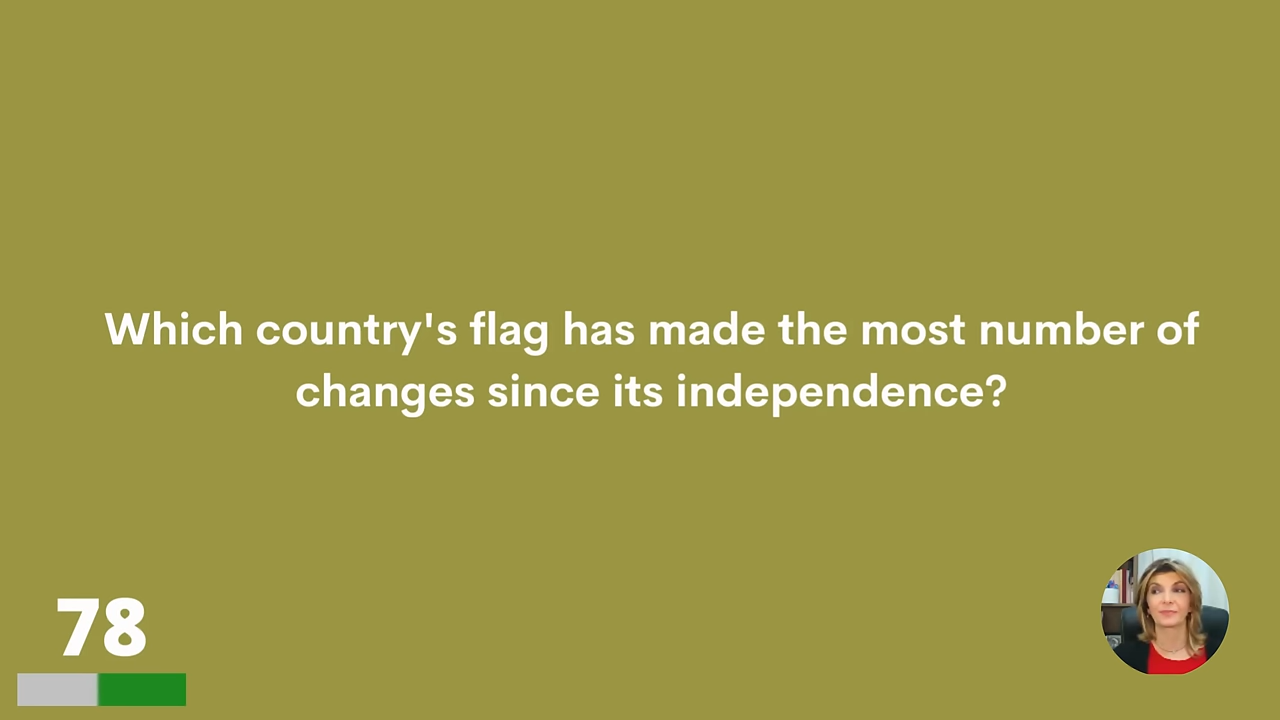 Which country's flag has made the most number of
changes since its independence?
78